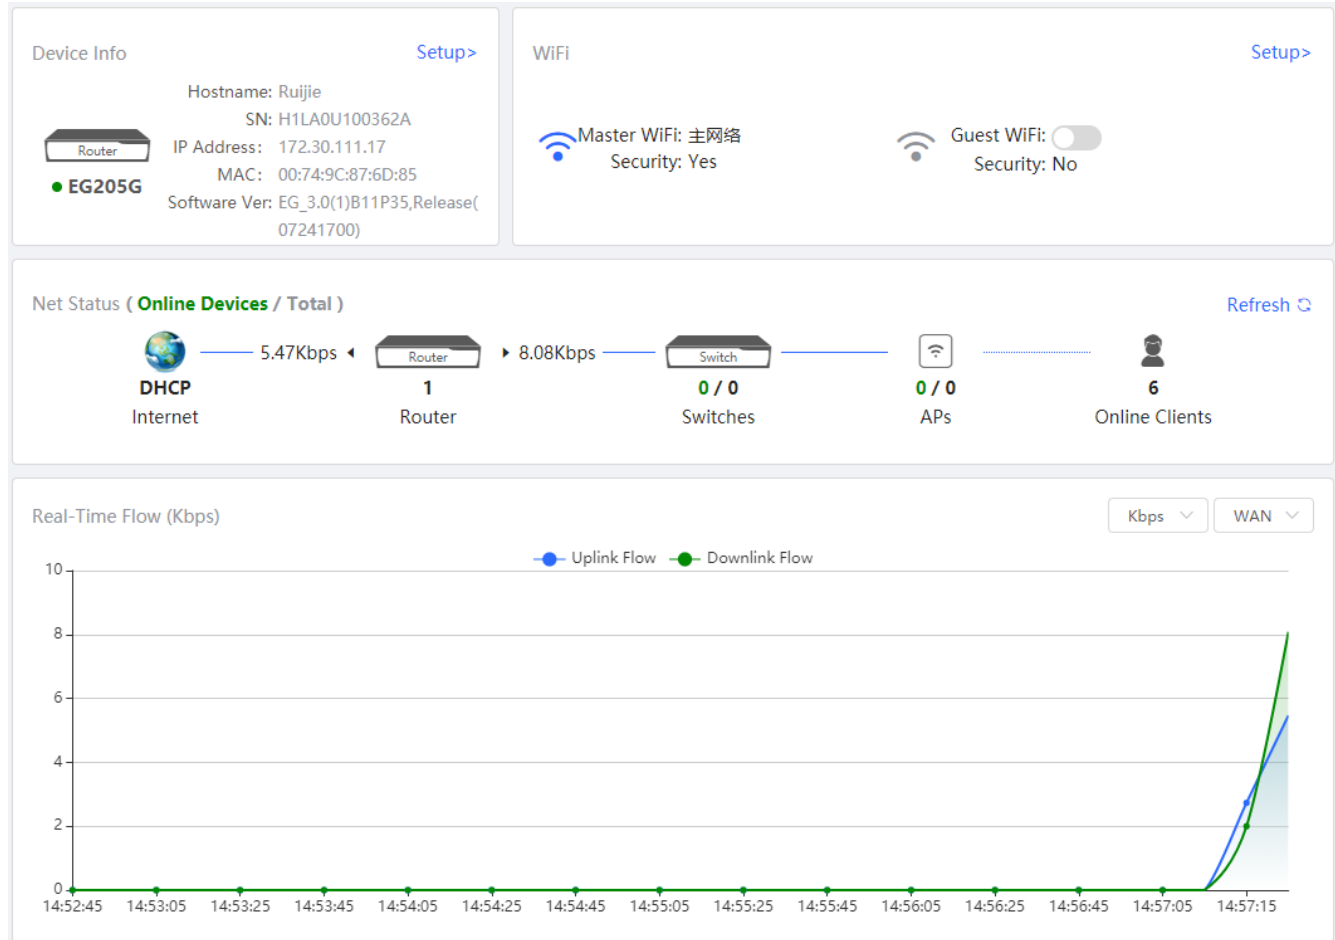 Device Info
Setup>
Hostname: Ruijie
SN: H1LA0U100362A
IP Address: 172.30.111.17
MAC: 00:74:9C:87:6D:85
Software Ver: EG_3.0(1)B11P35,Release(
07241700)
Router
EG205G
WiFi
Setup>
Master WiFi: 主网络
Security: Yes
Guest WiFi:
Security: No
Net Status ( Online Devices / Total )
Refresh
5.47Kbps
Router
8.08Kbps
Switch
DHCP
1
0 / 0
0 / 0
6
Internet
Router
Switches
APs
Online Clients
Real-Time Flow (Kbps)
Kbps
WAN
Uplink Flow
Downlink Flow
10
8
6
4
2
0
14:52:45 14:53:05 14:53:25 14:53:45 14:54:05 14:54:25 14:54:45 14:55:05 14:55:25 14:55:45 14:56:05 14:56:25 14:56:45 14:57:05 14:57:15